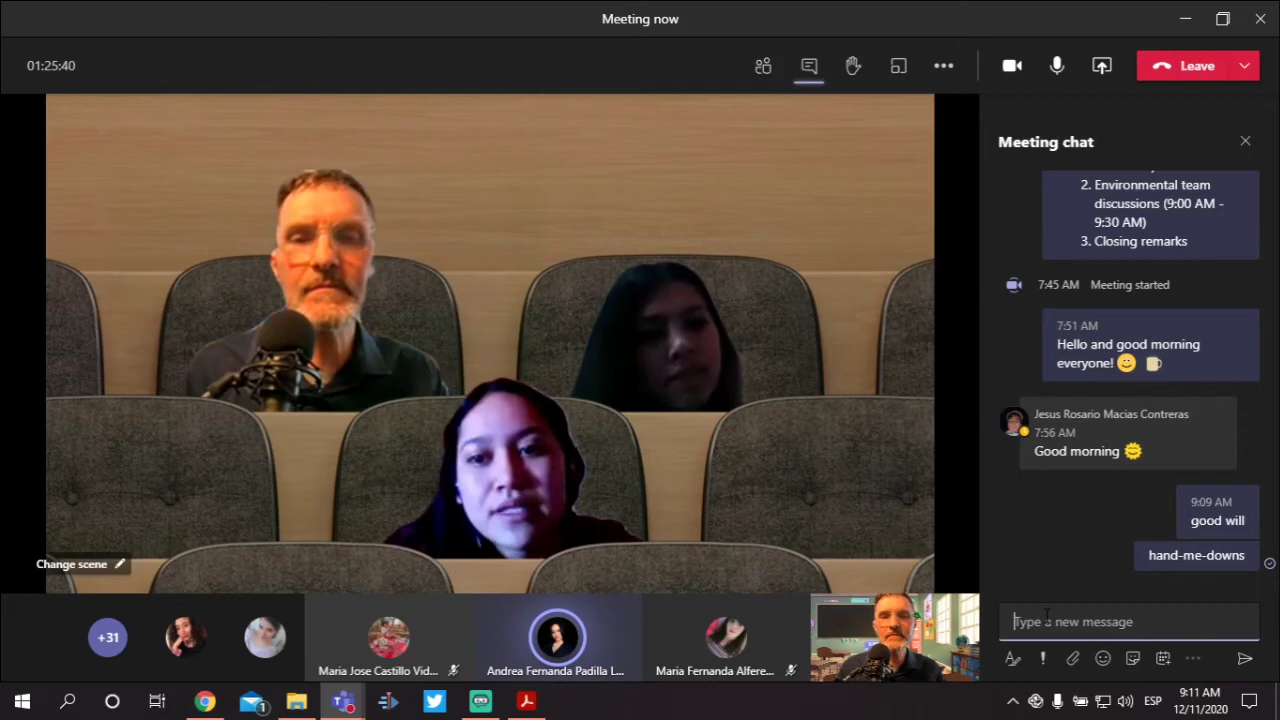 Meeting now
01:25:40
Leave
Meeting chat
2. Environmental team
discussions (9:00 AM -
9:30 AM)
3. Closing remarks
7:45 AM Meeting started
7:51 AM
Hello and good morning
everyone! 😊 ☕
Jesus Rosario Macias Contreras
7:56 AM
Good morning 🌞
9:09 AM
good will
hand-me-downs
Change scene
Type a new message
+31
Maria Jose Castillo Vid...
Andrea Fernanda Padilla L...
Maria Fernanda Alfere...
1
ESP
9:11 AM
12/11/2020